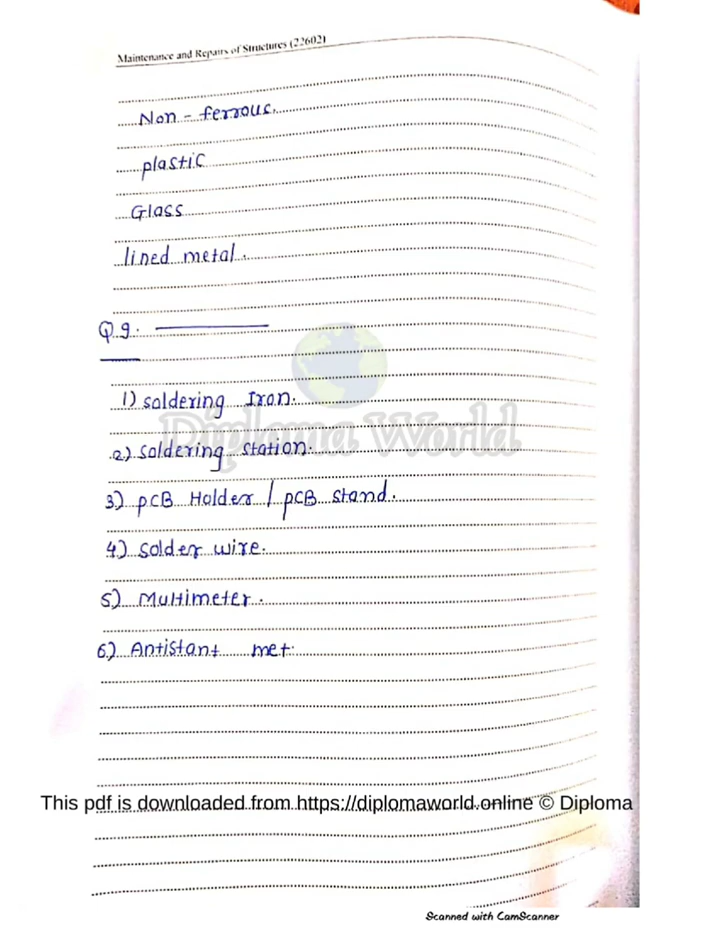 Maintenance and Repairs of Structures (22602)
Non - ferrous.
plastic
Glass
lined metal.
Q.9.
1) soldering Iron.
Diploma World
2) soldering station.
3) PCB Holder / PCB stand.
4) Solder wire.
5) Multimeter.
6) Antistant met.
This pdf is downloaded from https://diplomaworld.online © Diploma
Scanned with CamScanner